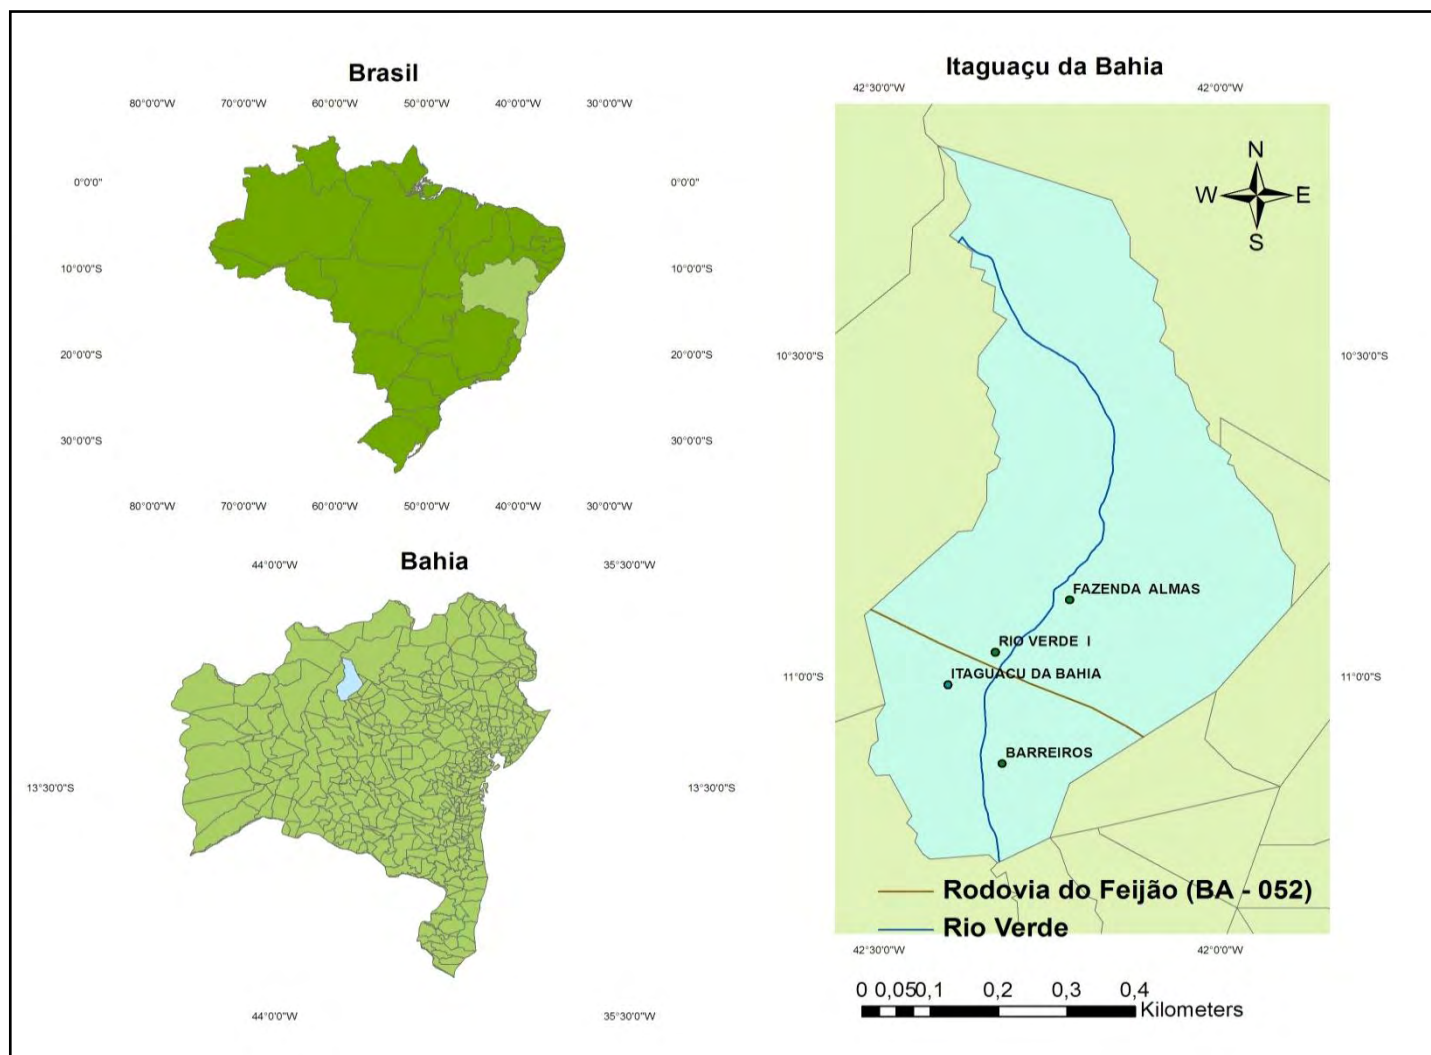 Brasil
80°0'0"W 70°0'0"W 60°0'0"W 50°0'0"W 40°0'0"W 30°0'0"W
0°0'0" 0°0'0"
10°0'0"S 10°0'0"S
20°0'0"S 20°0'0"S
30°0'0"S 30°0'0"S
80°0'0"W 70°0'0"W 60°0'0"W 50°0'0"W 40°0'0"W 30°0'0"W
Bahia
44°0'0"W 35°30'0"W
13°30'0"S 13°30'0"S
44°0'0"W 35°30'0"W
Itaguaçu da Bahia
42°30'0"W 42°0'0"W
N
W E
S
10°30'0"S 10°30'0"S
FAZENDA ALMAS
RIO VERDE I
ITAGUAÇU DA BAHIA
11°0'0"S 11°0'0"S
BARREIROS
Rodovia do Feijão (BA - 052)
Rio Verde
42°30'0"W 42°0'0"W
0 0,05 0,1 0,2 0,3 0,4
Kilometers